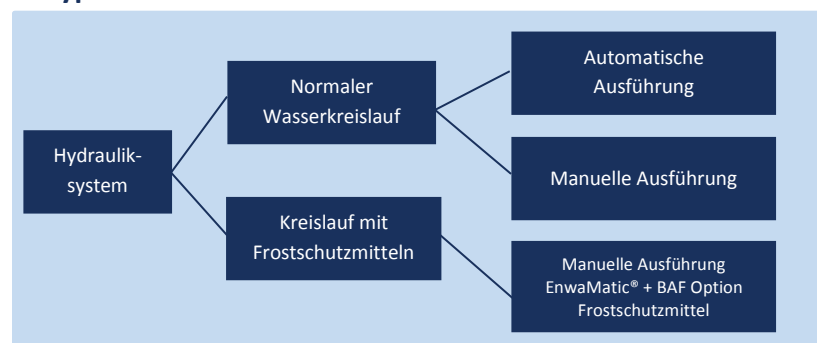 Hydraulik-
system
Normaler
Wasserkreislauf
Kreislauf mit
Frostschutzmitteln
Automatische
Ausführung
Manuelle Ausführung
Manuelle Ausführung
EnwaMatic® + BAF Option
Frostschutzmittel